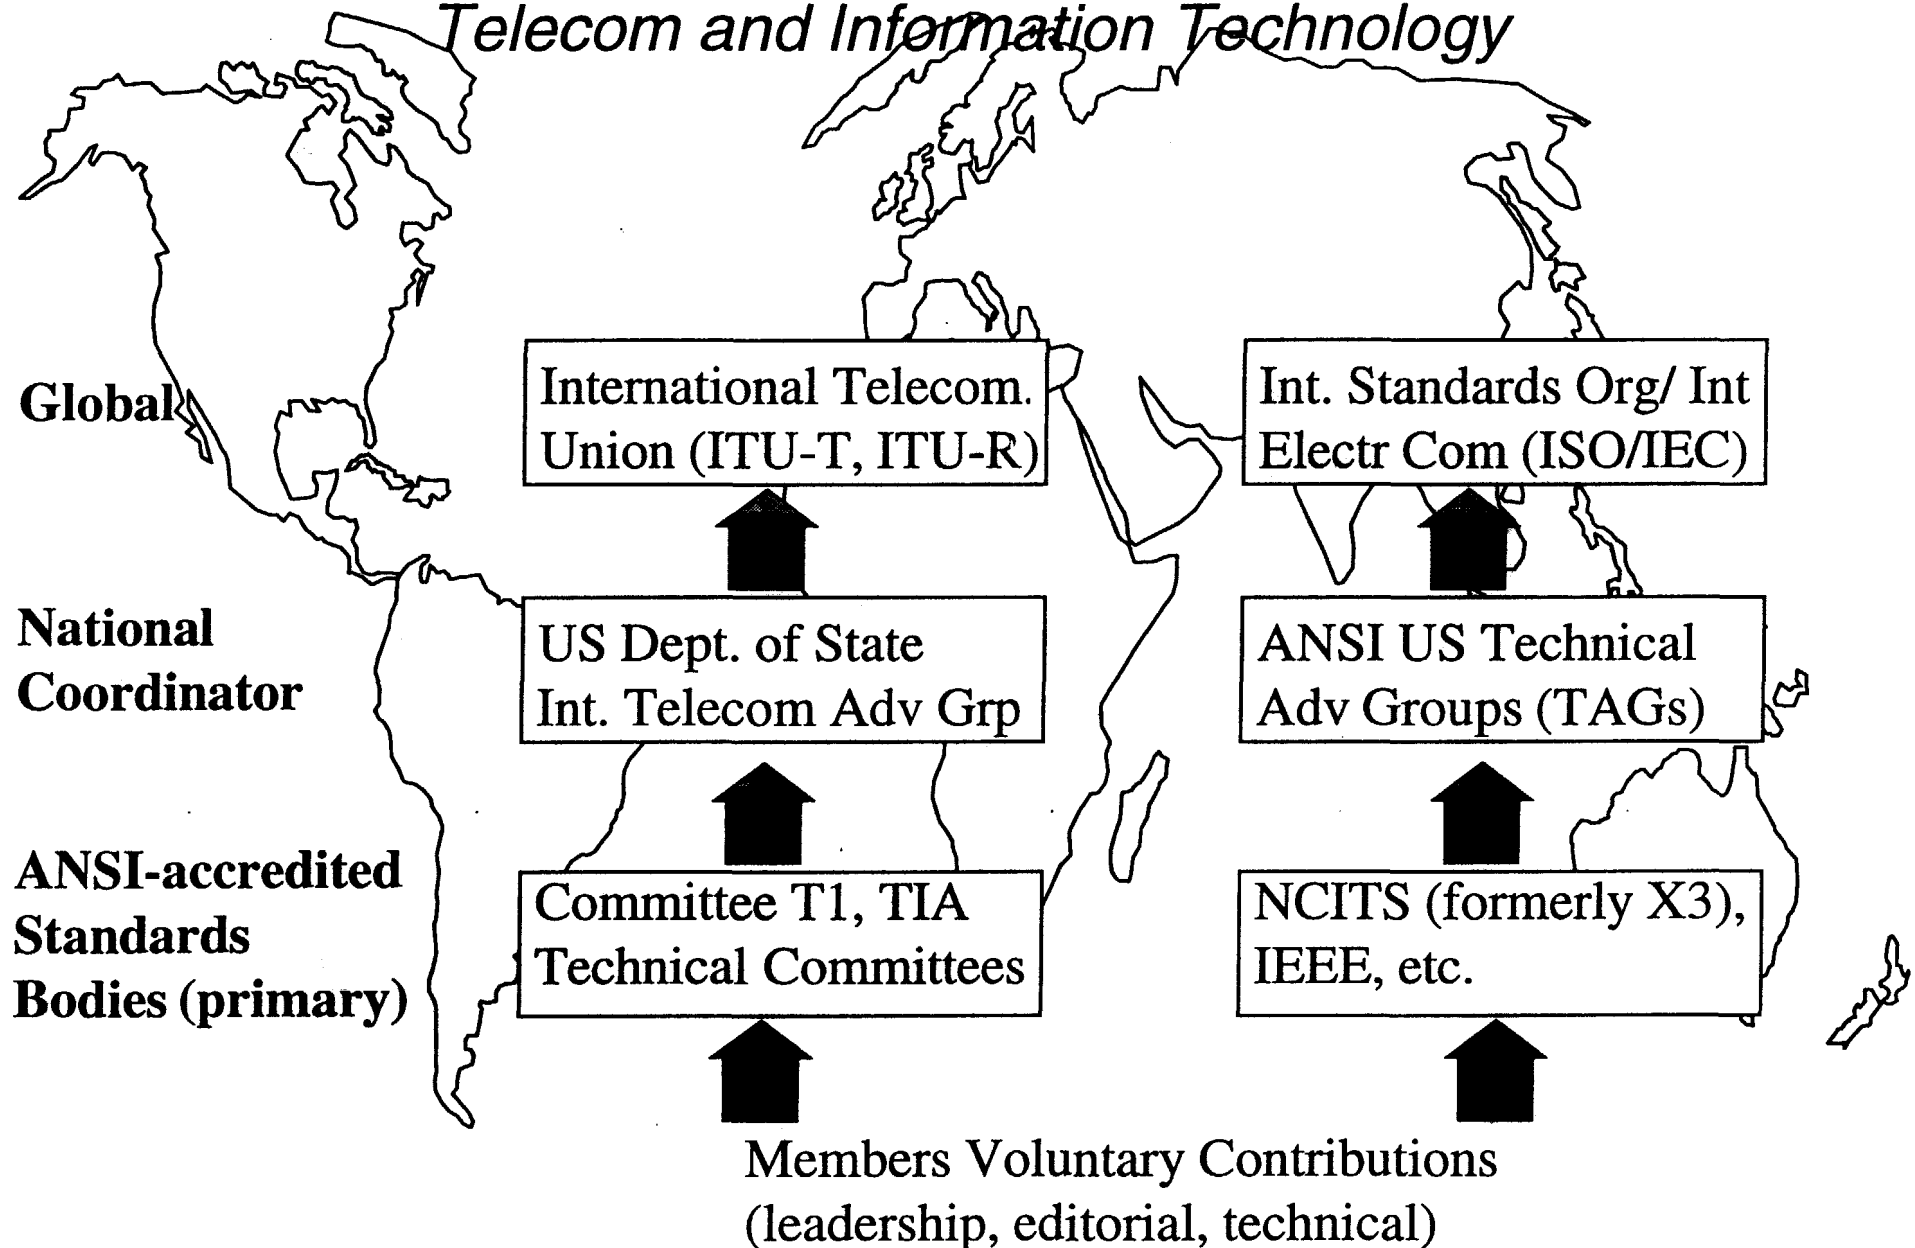 Telecom and Information Technology
Global
International Telecom.
Union (ITU-T, ITU-R)
Int. Standards Org/ Int
Electr Com (ISO/IEC)
National
Coordinator
US Dept. of State
Int. Telecom Adv Grp
ANSI US Technical
Adv Groups (TAGs)
ANSI-accredited
Standards
Bodies (primary)
Committee T1, TIA
Technical Committees
NCITS (formerly X3),
IEEE, etc.
Members Voluntary Contributions
(leadership, editorial, technical)